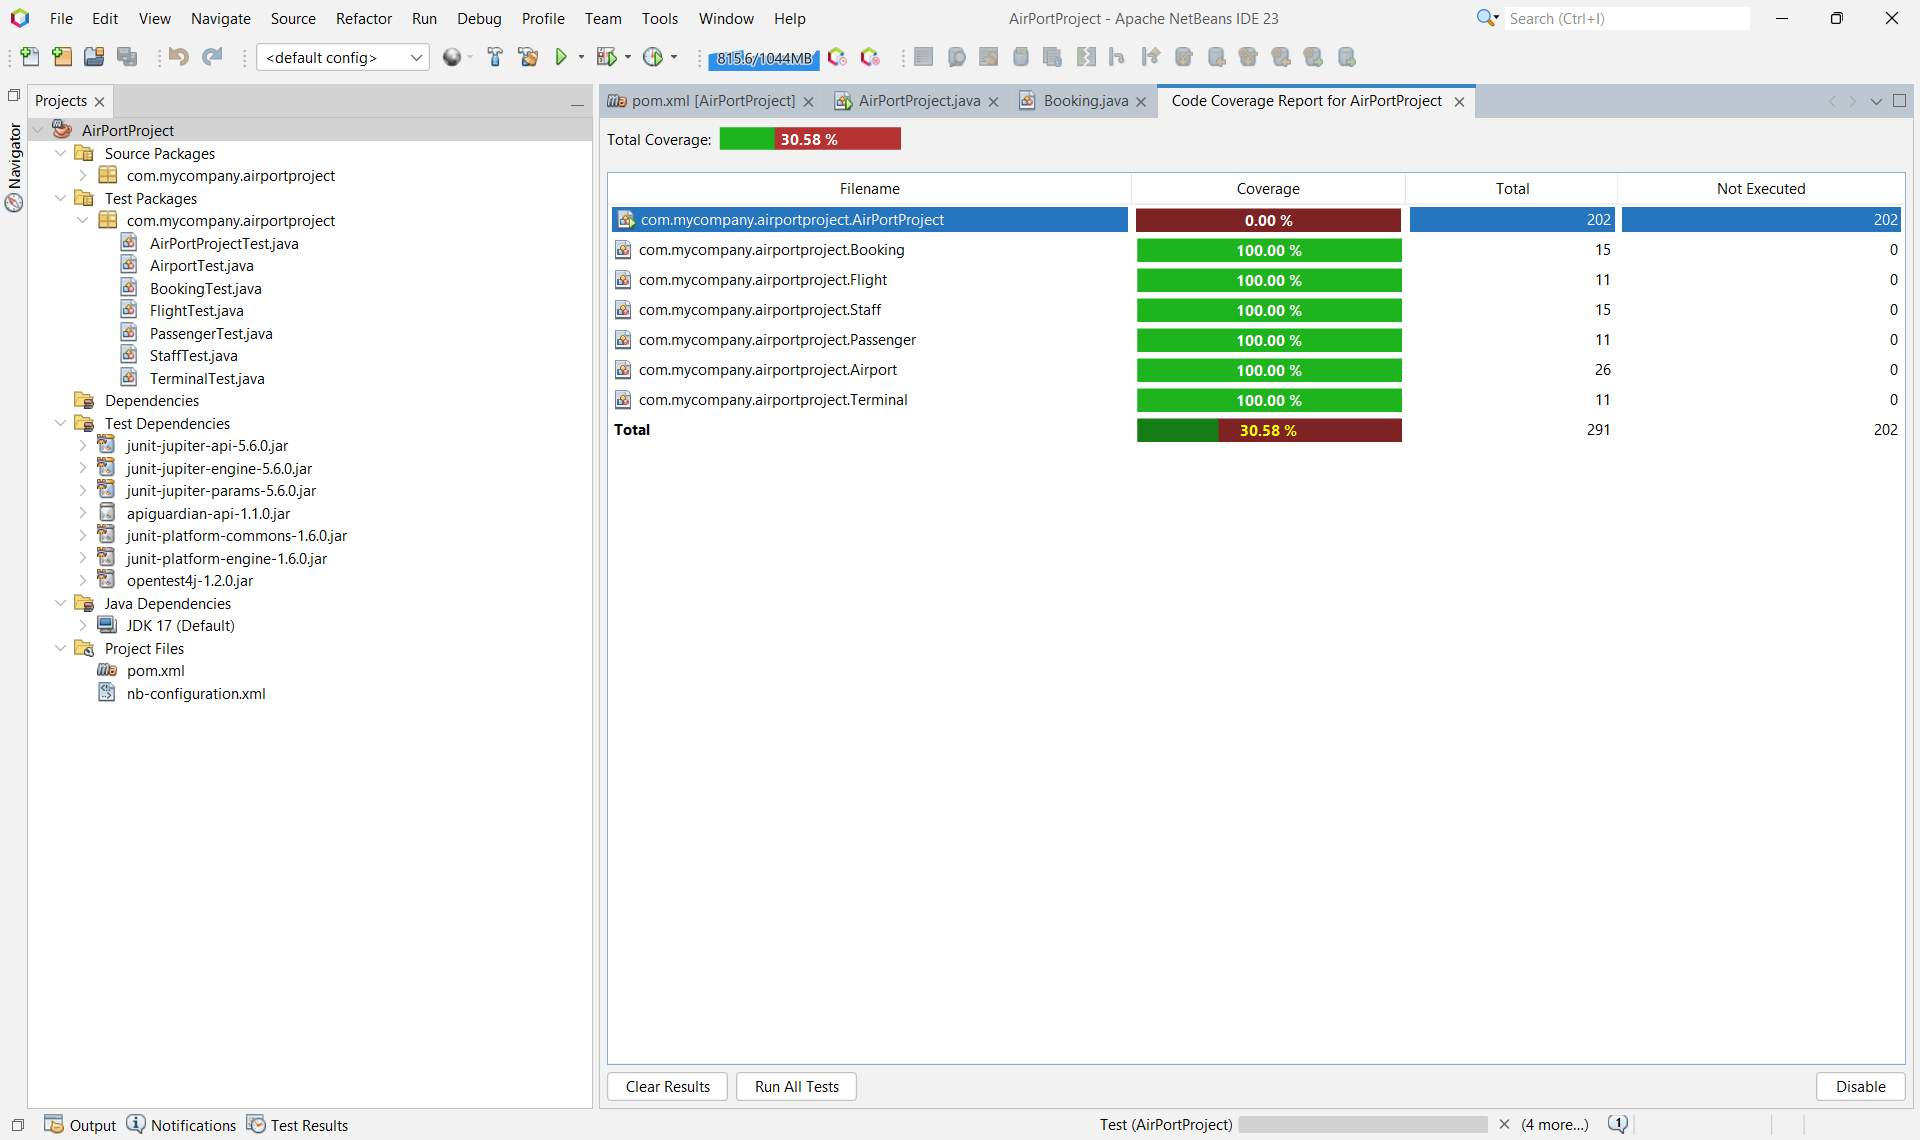 File Edit View Navigate Source Refactor Run Debug Profile Team Tools Window Help AirPortProject - Apache NetBeans IDE 23 Search (Ctrl+I)
<default config> 815.6/1044MB
Projects
pom.xml [AirPortProject] AirPortProject.java Booking.java Code Coverage Report for AirPortProject
Navigator
AirPortProject
Source Packages
com.mycompany.airportproject
Test Packages
com.mycompany.airportproject
AirPortProjectTest.java
AirportTest.java
BookingTest.java
FlightTest.java
PassengerTest.java
StaffTest.java
TerminalTest.java
Dependencies
Test Dependencies
junit-jupiter-api-5.6.0.jar
junit-jupiter-engine-5.6.0.jar
junit-jupiter-params-5.6.0.jar
apiguardian-api-1.1.0.jar
junit-platform-commons-1.6.0.jar
junit-platform-engine-1.6.0.jar
opentest4j-1.2.0.jar
Java Dependencies
JDK 17 (Default)
Project Files
pom.xml
nb-configuration.xml
Total Coverage: 30.58 %
Filename Coverage Total Not Executed
com.mycompany.airportproject.AirPortProject 0.00 % 202 202
com.mycompany.airportproject.Booking 100.00 % 15 0
com.mycompany.airportproject.Flight 100.00 % 11 0
com.mycompany.airportproject.Staff 100.00 % 15 0
com.mycompany.airportproject.Passenger 100.00 % 11 0
com.mycompany.airportproject.Airport 100.00 % 26 0
com.mycompany.airportproject.Terminal 100.00 % 11 0
Total 30.58 % 291 202
Clear Results Run All Tests Disable
Output Notifications Test Results Test (AirPortProject) (4 more...) 1